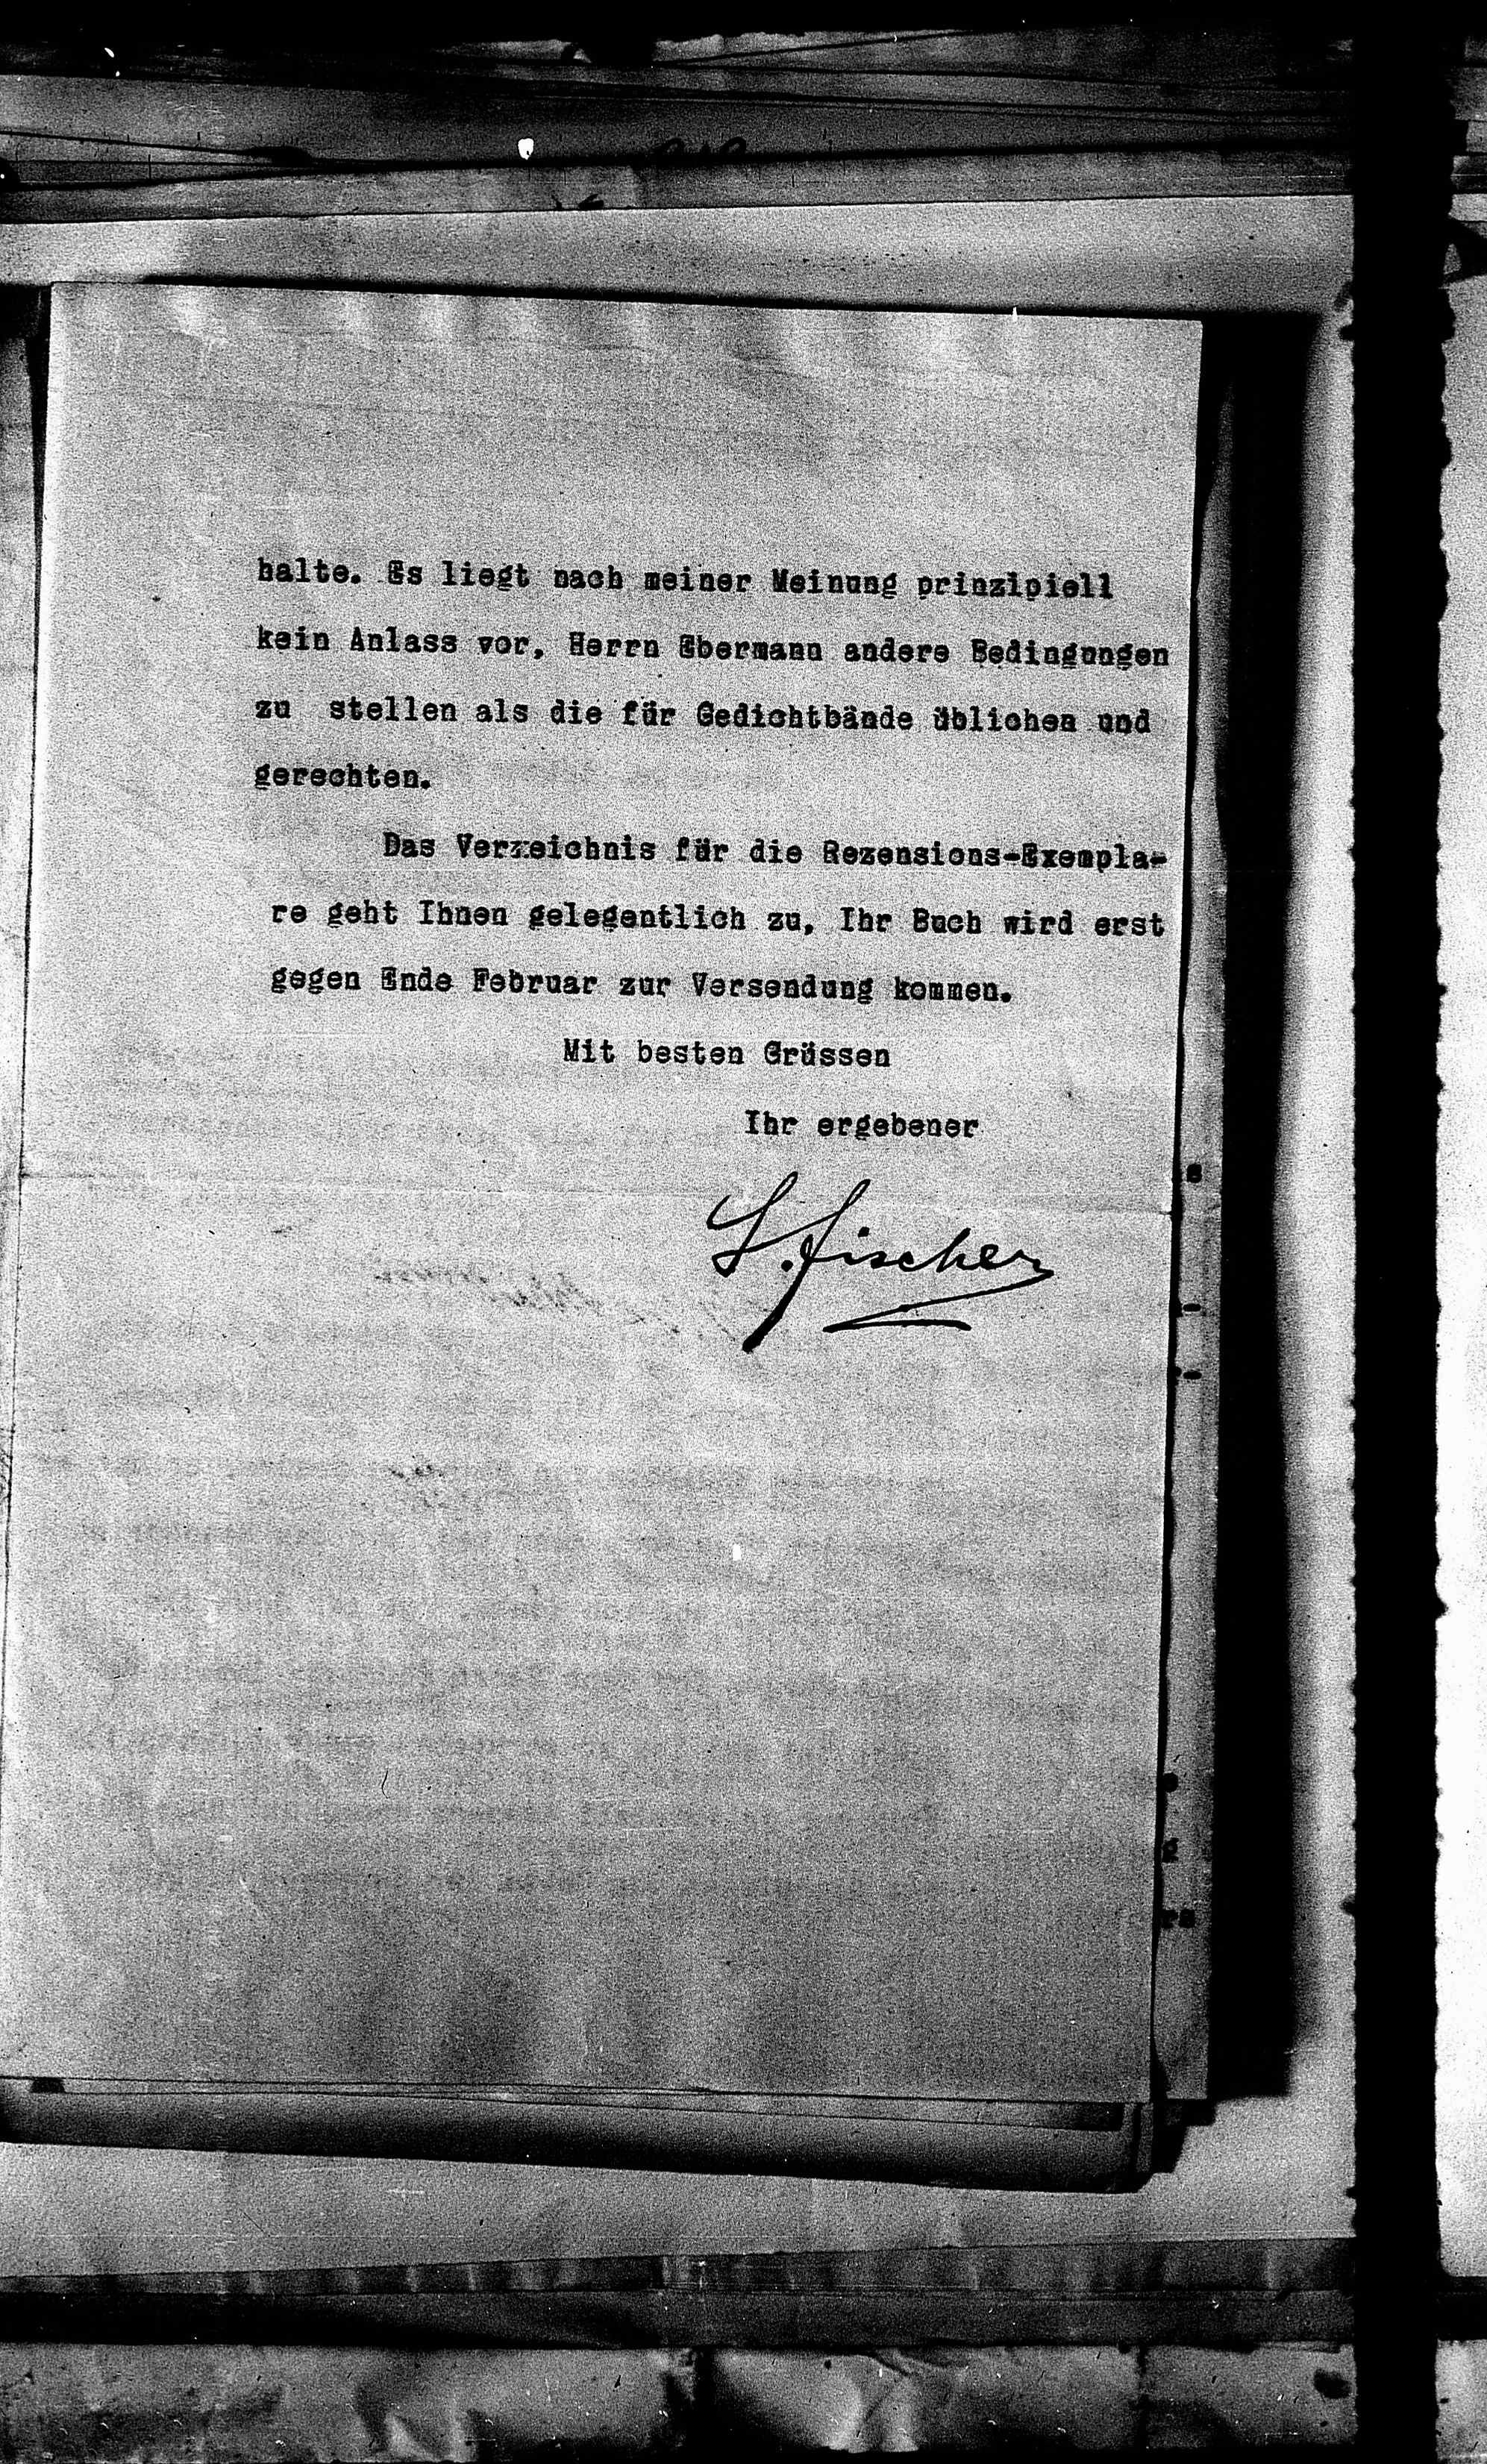 halte. Es liegt nach meiner Meinung prinzipiell
kein Anlass vor, Herrn Ebermann andere Bedingungen
zu stellen als die für Gedichtbände üblichen und
gerechten.
Das Verzeichnis für die Rezensions-Exempla-
re geht Ihnen gelegentlich zu, Ihr Buch wird erst
gegen Ende Februar zur Versendung kommen.
Mit besten Grüssen
Ihr ergebener
S. Fischer